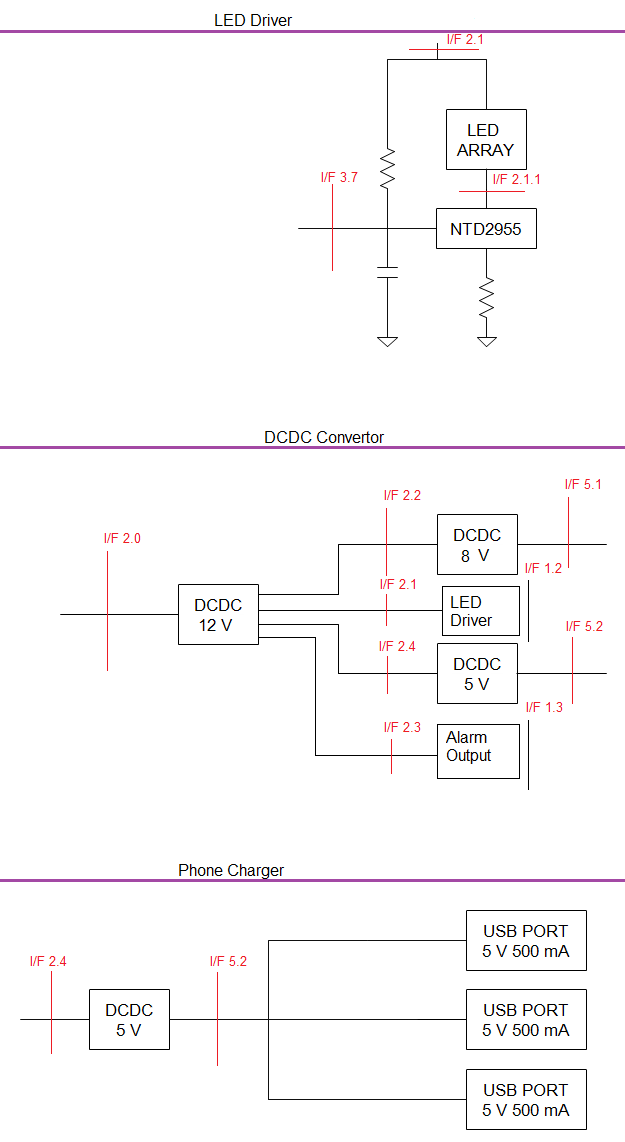 LED Driver
I/F 2.1
LED
ARRAY
I/F 3.7
I/F 2.1.1
NTD2955
DCDC Convertor
I/F 5.1
I/F 2.2
DCDC
8 V
I/F 2.0
I/F 1.2
I/F 2.1
DCDC
12 V
LED
Driver
I/F 5.2
I/F 2.4
DCDC
5 V
I/F 1.3
I/F 2.3
Alarm
Output
Phone Charger
USB PORT
5 V 500 mA
I/F 2.4
I/F 5.2
DCDC
5 V
USB PORT
5 V 500 mA
USB PORT
5 V 500 mA